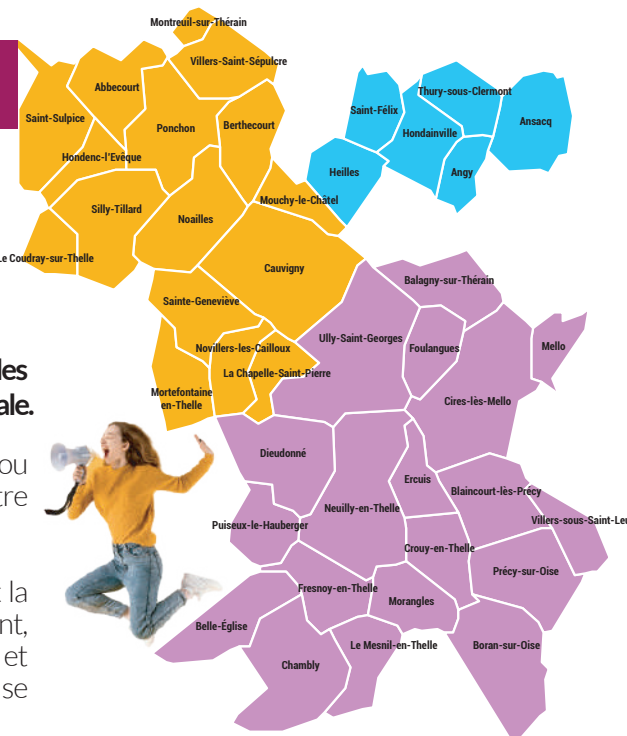 Montreuil-sur-Thérain
Villers-Saint-Sépulcre
Abbecourt
Saint-Sulpice
Ponchon
Berthecourt
Hondenc-l'Evêque
Mouchy-le-Châtel
Silly-Tillard
Noailles
Le Coudray-sur-Thelle
Cauvigny
Sainte-Geneviève
Novillers-les-Cailloux
La Chapelle-Saint-Pierre
Mortefontaine
en-Thelle
Thury-sous-Clermont
Saint-Félix
Ansacq
Hondainville
Heilles
Angy
Balagny-sur-Thérain
Ully-Saint-Georges
Foulangues
Mello
Cires-lès-Mello
Dieudonné
Ercuis
Blaincourt-lès-Précy
Neuilly-en-Thelle
Villers-sous-Saint-Leu
Puiseux-le-Hauberger
Crouy-en-Thelle
Précy-sur-Oise
Fresnoy-en-Thelle
Morangles
Belle-Église
Le Mesnil-en-Thelle
Boran-sur-Oise
Chambly
les
ale.
ou
tre
la
nt,
et
se